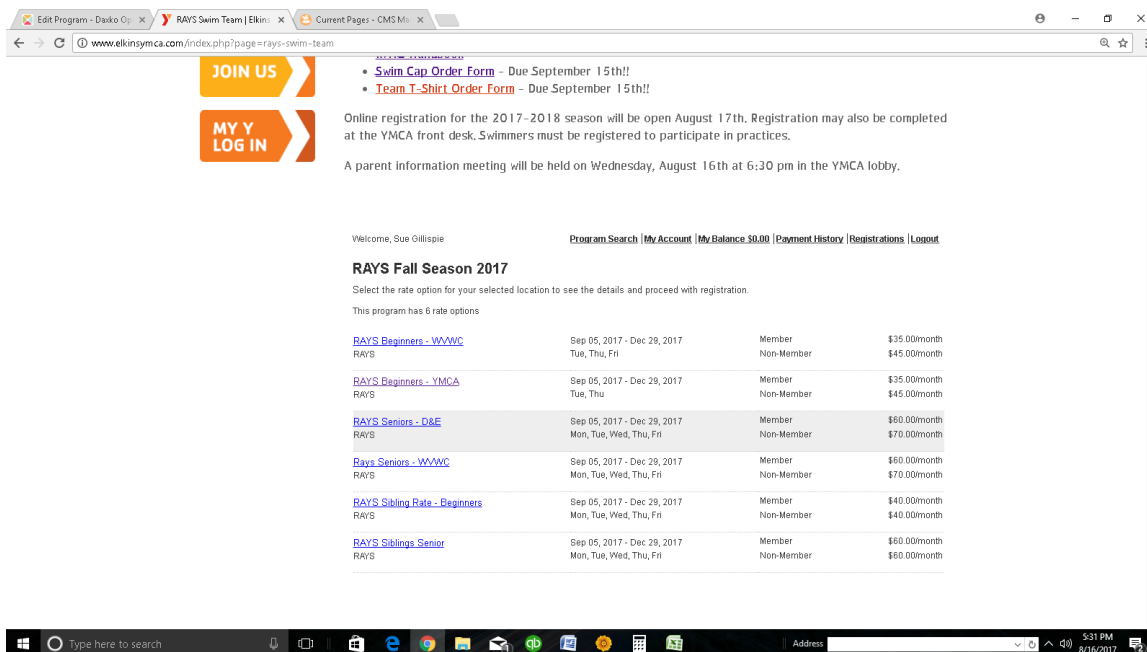 Edit Program - Daxko Op
RAYS Swim Team | Elkins
Current Pages - CMS Ma
www.elkinsymca.com/index.php?page=rays-swim-team
JOIN US
MY Y
LOG IN
Swim Cap Order Form - Due September 15th!!
Team T-Shirt Order Form - Due September 15th!!
Online registration for the 2017-2018 season will be open August 17th. Registration may also be completed
at the YMCA front desk. Swimmers must be registered to participate in practices.
A parent information meeting will be held on Wednesday, August 16th at 6:30 pm in the YMCA lobby.
Welcome, Sue Gillispie Program Search | My Account | My Balance $0.00 | Payment History | Registrations | Logout
RAYS Fall Season 2017
Select the rate option for your selected location to see the details and proceed with registration.
This program has 6 rate options
RAYS Beginners - WVWC Sep 05, 2017 - Dec 29, 2017 Member $35.00/month
RAYS Tue, Thu, Fri Non-Member $45.00/month
RAYS Beginners - YMCA Sep 05, 2017 - Dec 29, 2017 Member $35.00/month
RAYS Tue, Thu Non-Member $45.00/month
RAYS Seniors - D&E Sep 05, 2017 - Dec 29, 2017 Member $60.00/month
RAYS Mon, Tue, Wed, Thu, Fri Non-Member $70.00/month
Rays Seniors - WVWC Sep 05, 2017 - Dec 29, 2017 Member $60.00/month
RAYS Mon, Tue, Wed, Thu, Fri Non-Member $70.00/month
RAYS Sibling Rate - Beginners Sep 05, 2017 - Dec 29, 2017 Member $40.00/month
RAYS Mon, Tue, Wed, Thu, Fri Non-Member $40.00/month
RAYS Siblings Senior Sep 05, 2017 - Dec 29, 2017 Member $60.00/month
RAYS Mon, Tue, Wed, Thu, Fri Non-Member $60.00/month
Type here to search
qb
Address
5:31 PM
8/16/2017